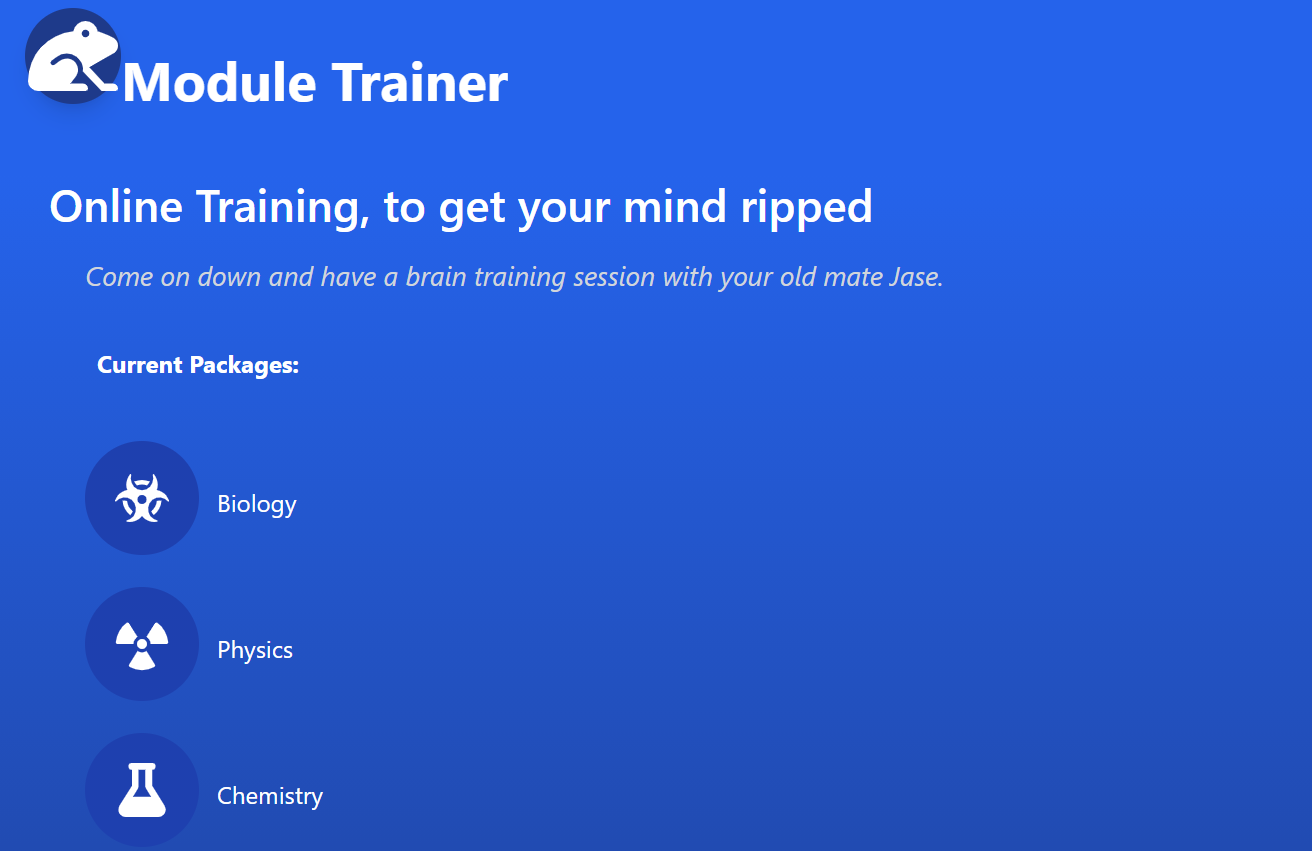 Module Trainer
Online Training, to get your mind ripped
Come on down and have a brain training session with your old mate Jase.
Current Packages:
Biology
Physics
Chemistry